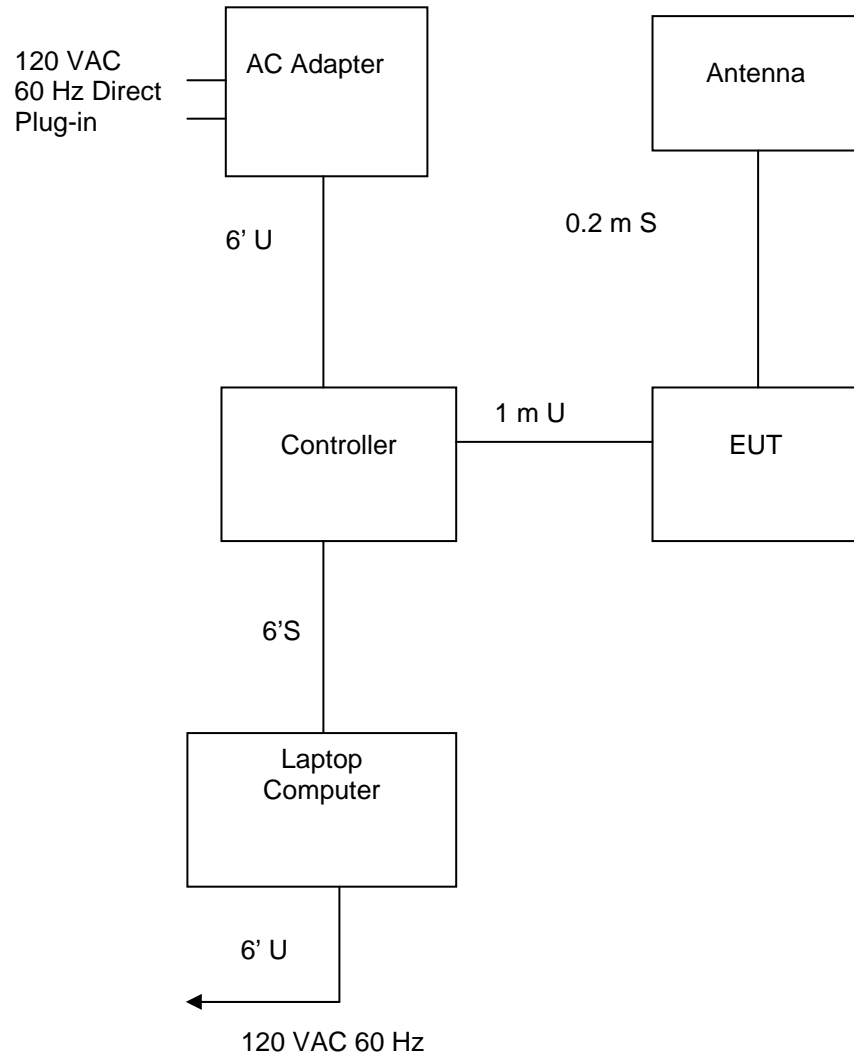 120 VAC
60 Hz Direct
Plug-in
AC Adapter
Antenna
6’ U
0.2 m S
Controller
1 m U
EUT
6’S
Laptop
Computer
6’ U
120 VAC 60 Hz